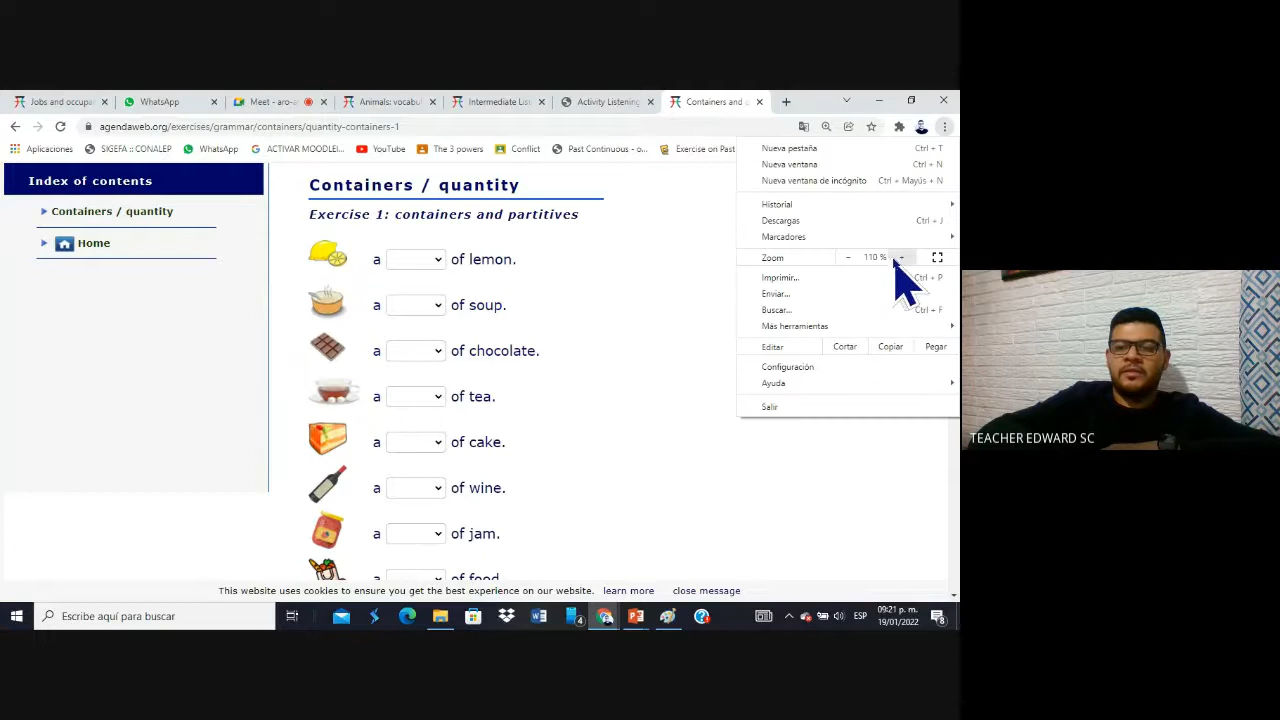 Jobs and occupa
WhatsApp
Meet - aro-a
Animals: vocabul
Intermediate Lis
Activity Listening
Containers and q
agendaweb.org/exercises/grammar/containers/quantity-containers-1
Aplicaciones
SIGEFA :: CONALEP
WhatsApp
ACTIVAR MOODLE
YouTube
The 3 powers
Conflict
Past Continuous - o...
Exercise on Past
Nueva pestaña Ctrl + T
Nueva ventana Ctrl + N
Nueva ventana de incógnito Ctrl + Mayús + N
Historial
Descargas Ctrl + J
Marcadores
Zoom - 110 % +
Imprimir... Ctrl + P
Enviar...
Buscar... Ctrl + F
Más herramientas
Editar Cortar Copiar Pegar
Configuración
Ayuda
Salir
Index of contents
Containers / quantity
Home
Containers / quantity
Exercise 1: containers and partitives
a of lemon.
a of soup.
a of chocolate.
a of tea.
a of cake.
a of wine.
a of jam.
a of food
This website uses cookies to ensure you get the best experience on our website. learn more close message
Escribe aquí para buscar
4
ESP
09:21 p. m.
19/01/2022
8
TEACHER EDWARD SC